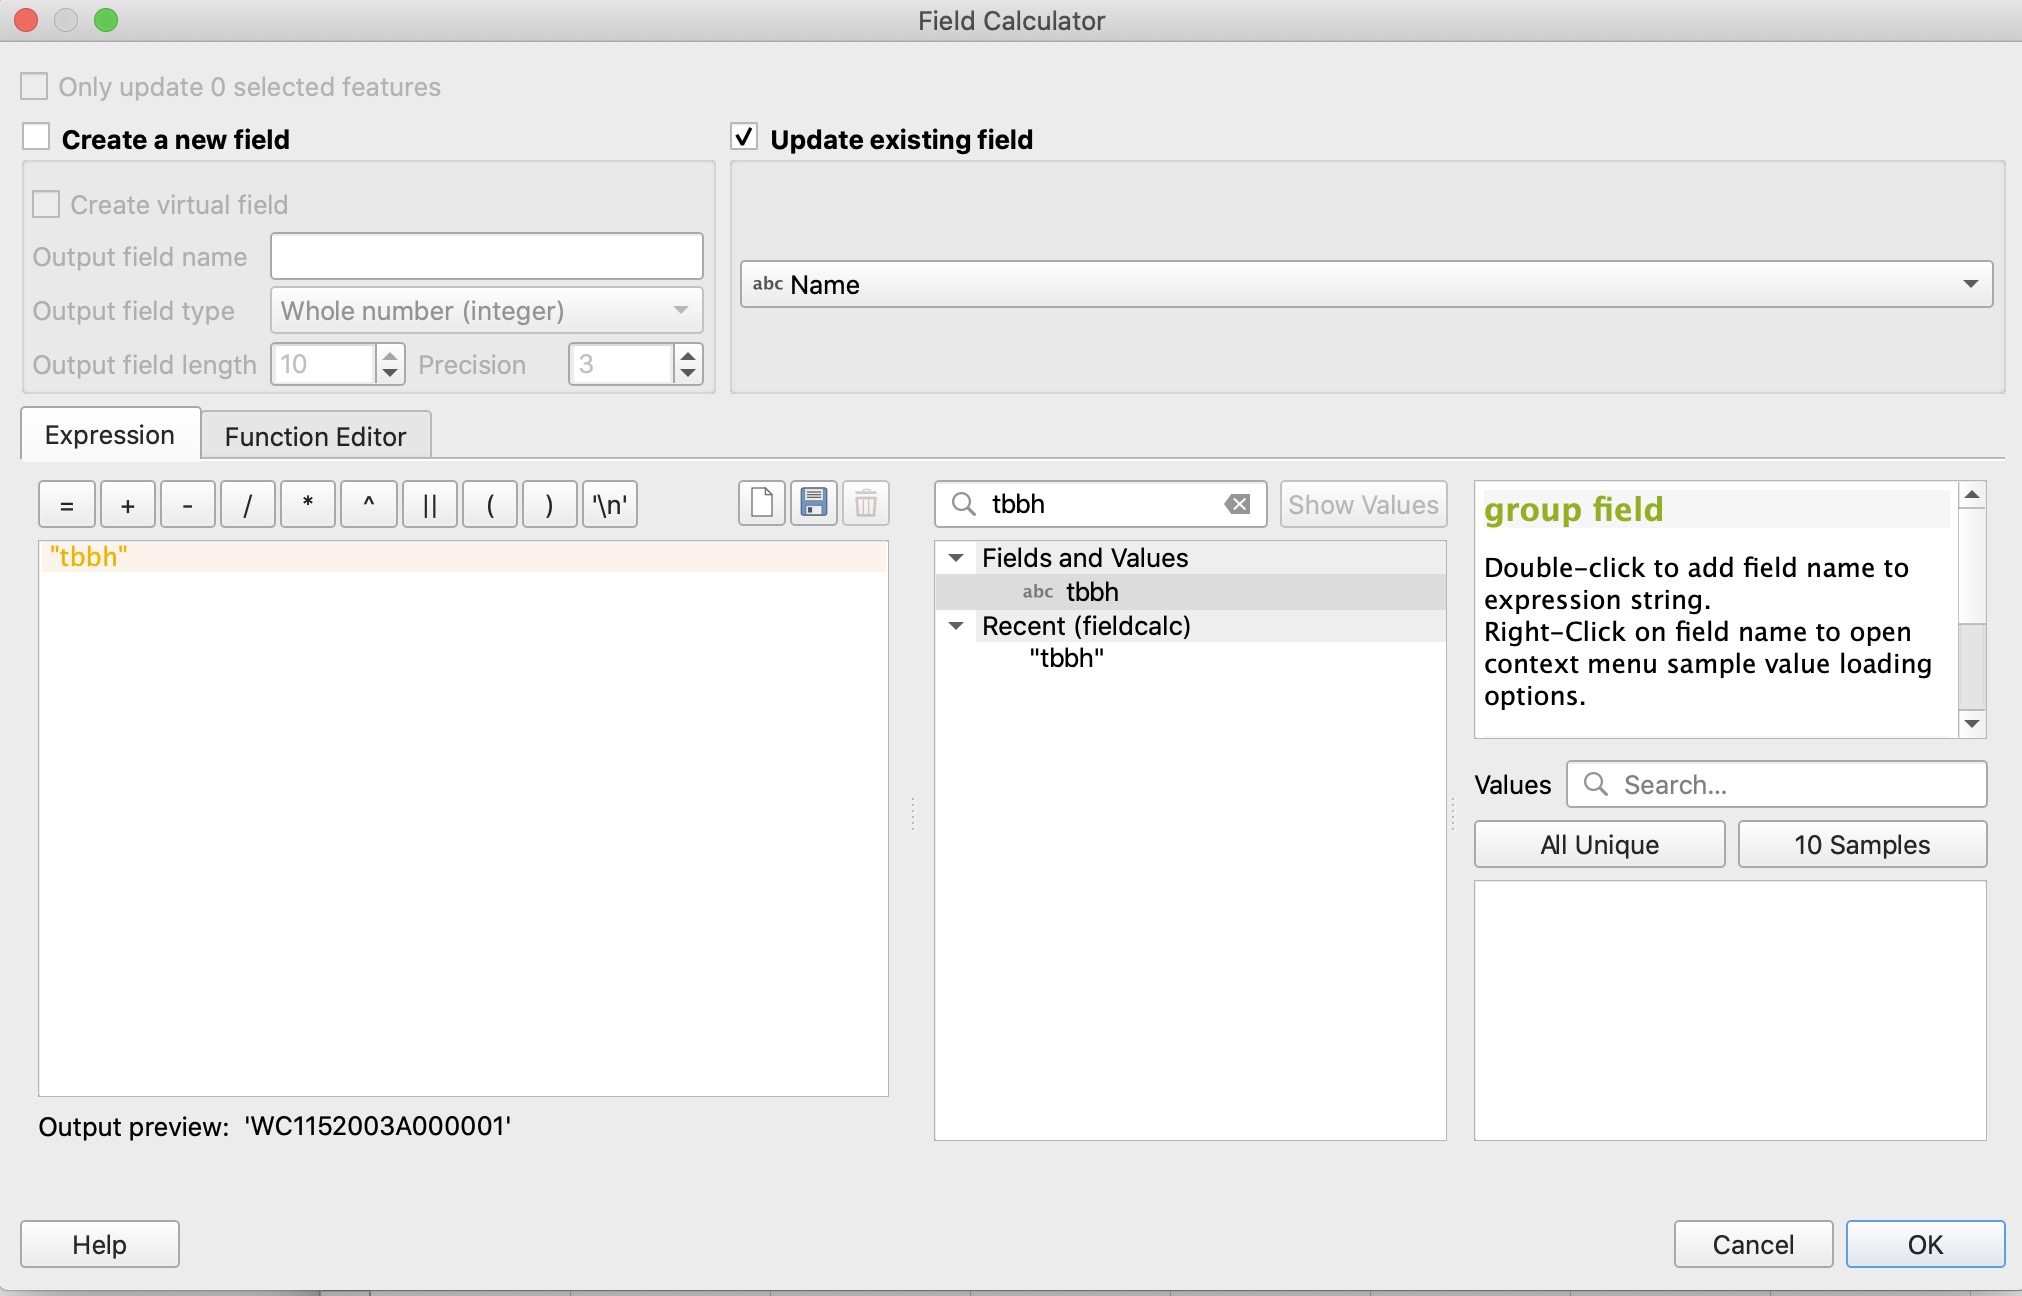 Field Calculator
Only update 0 selected features
Create a new field
Update existing field
Create virtual field
Output field name
abc Name
Output field type Whole number (integer)
Output field length 10 Precision 3
Expression Function Editor
= + - / * ^ || ( ) '\n'
tbbh Show Values
"tbbh"
Fields and Values
abc tbbh
Recent (fieldcalc)
"tbbh"
group field
Double-click to add field name to
expression string.
Right-Click on field name to open
context menu sample value loading
options.
Values Search...
All Unique 10 Samples
Output preview: 'WC1152003A000001'
Help Cancel OK